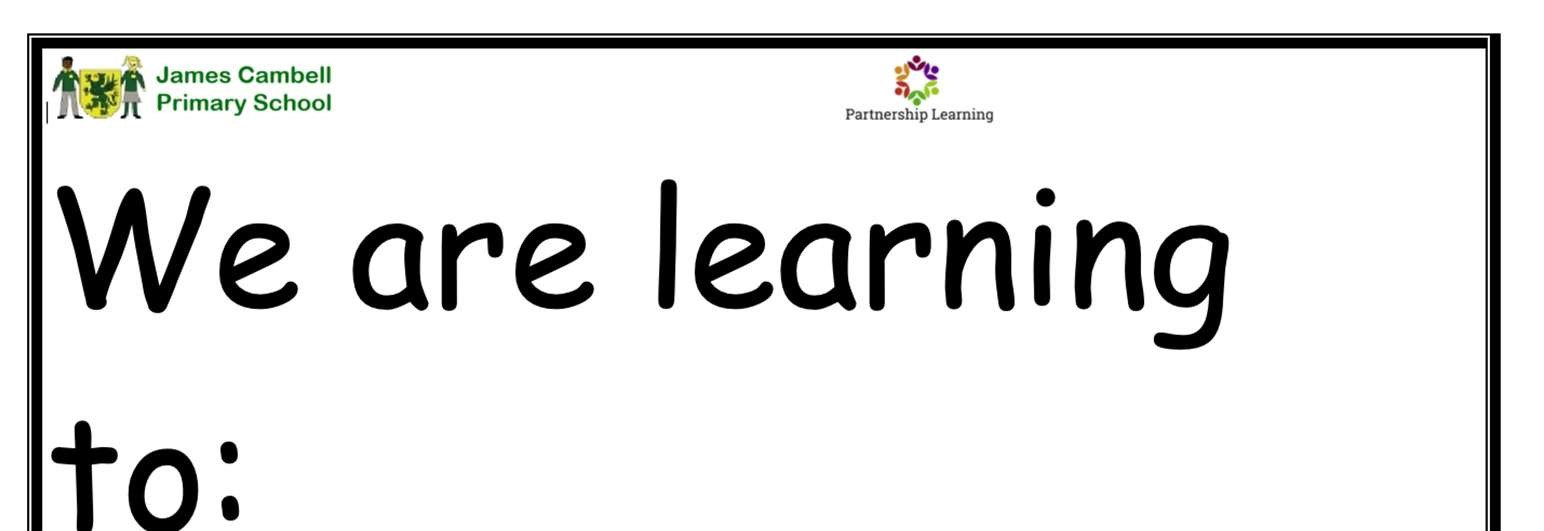 James Cambell
Primary School
Partnership Learning
We are learning
to: